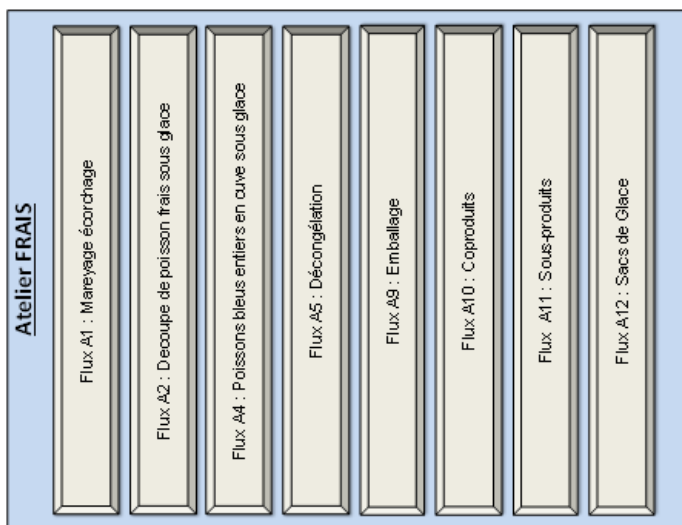 Atelier FRAIS
Flux A1 : Mareyage écorchage
Flux A2 : Decoupe de poisson frais sous glace
Flux A4 : Poissons bleus entiers en cuve sous glace
Flux A5 : Décongélation
Flux A9 : Emballage
Flux A10 : Coproduits
Flux A11 : Sous-produits
Flux A12 : Sacs de Glace